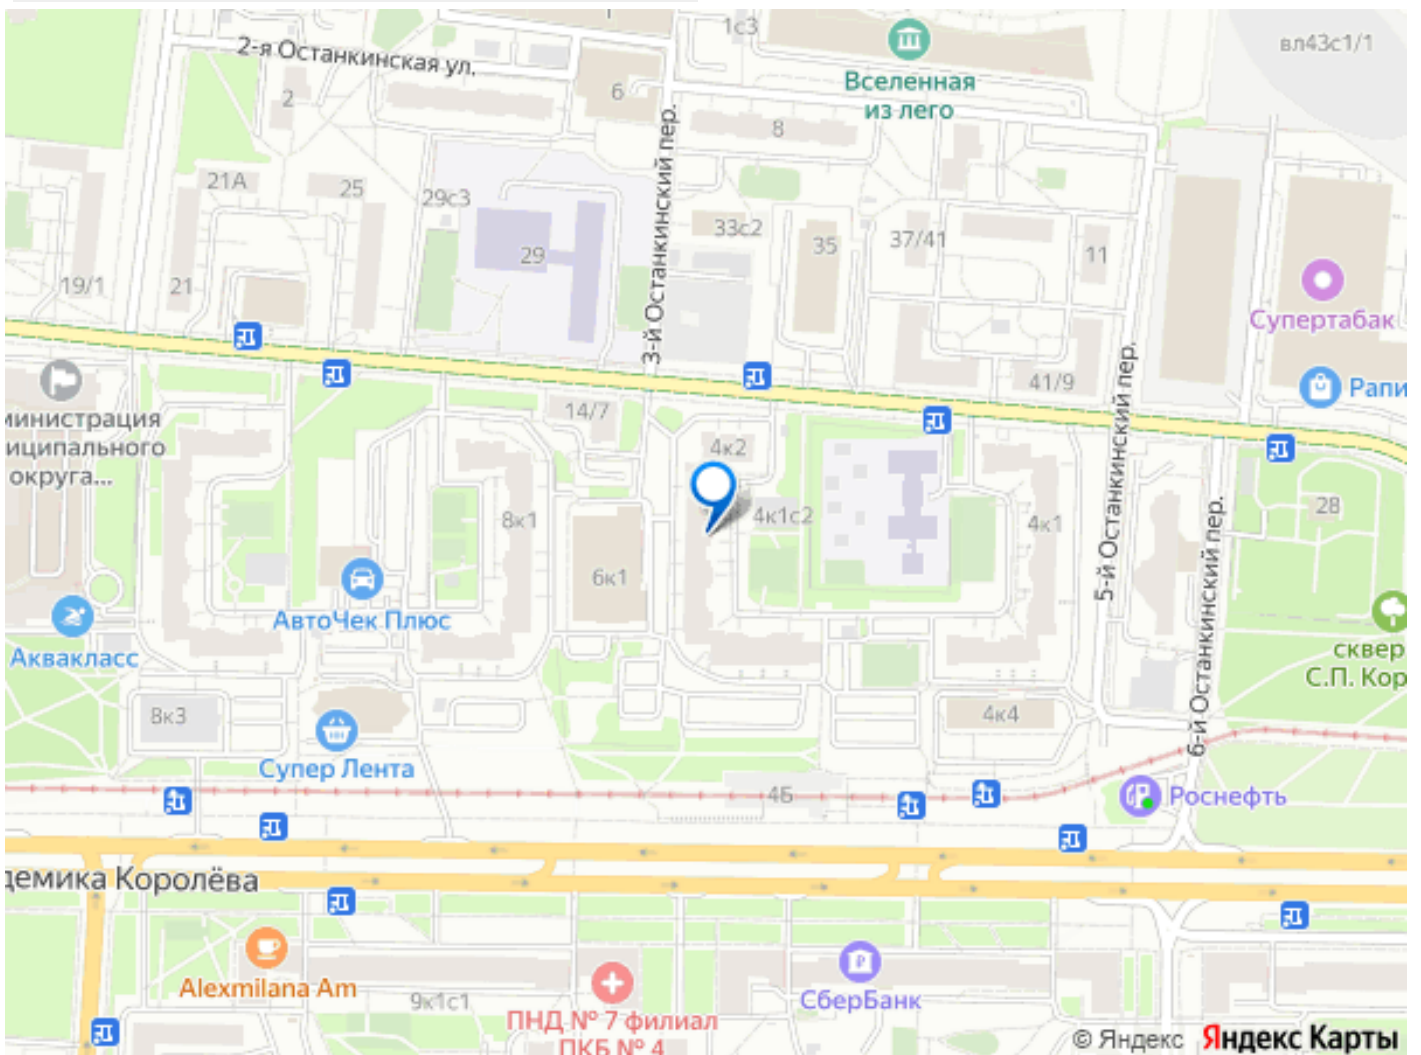 1с3
вл43с1/1
2-я Останкинская ул.
Вселенная
из лего
2
6
8
3-й Останкинский пер.
21А
25
29с3
33с2
37/41
35
29
11
19/1
21
Супертабак
5-й Останкинский пер.
41/9
Рапи
14/7
министрация
4к2
иципального
округа...
8к1
4к1с2
4к1
28
6-й Останкинский пер.
6к1
АвтоЧек Плюс
Аквакласс
сквер
С.П. Кор
8к3
4к4
Супер Лента
4Б
Роснефть
демика Королёва
Alexmilana Am
9к1с1
СберБанк
ПНД № 7 филиал
ПКБ № 4
© Яндекс Яндекс Карты